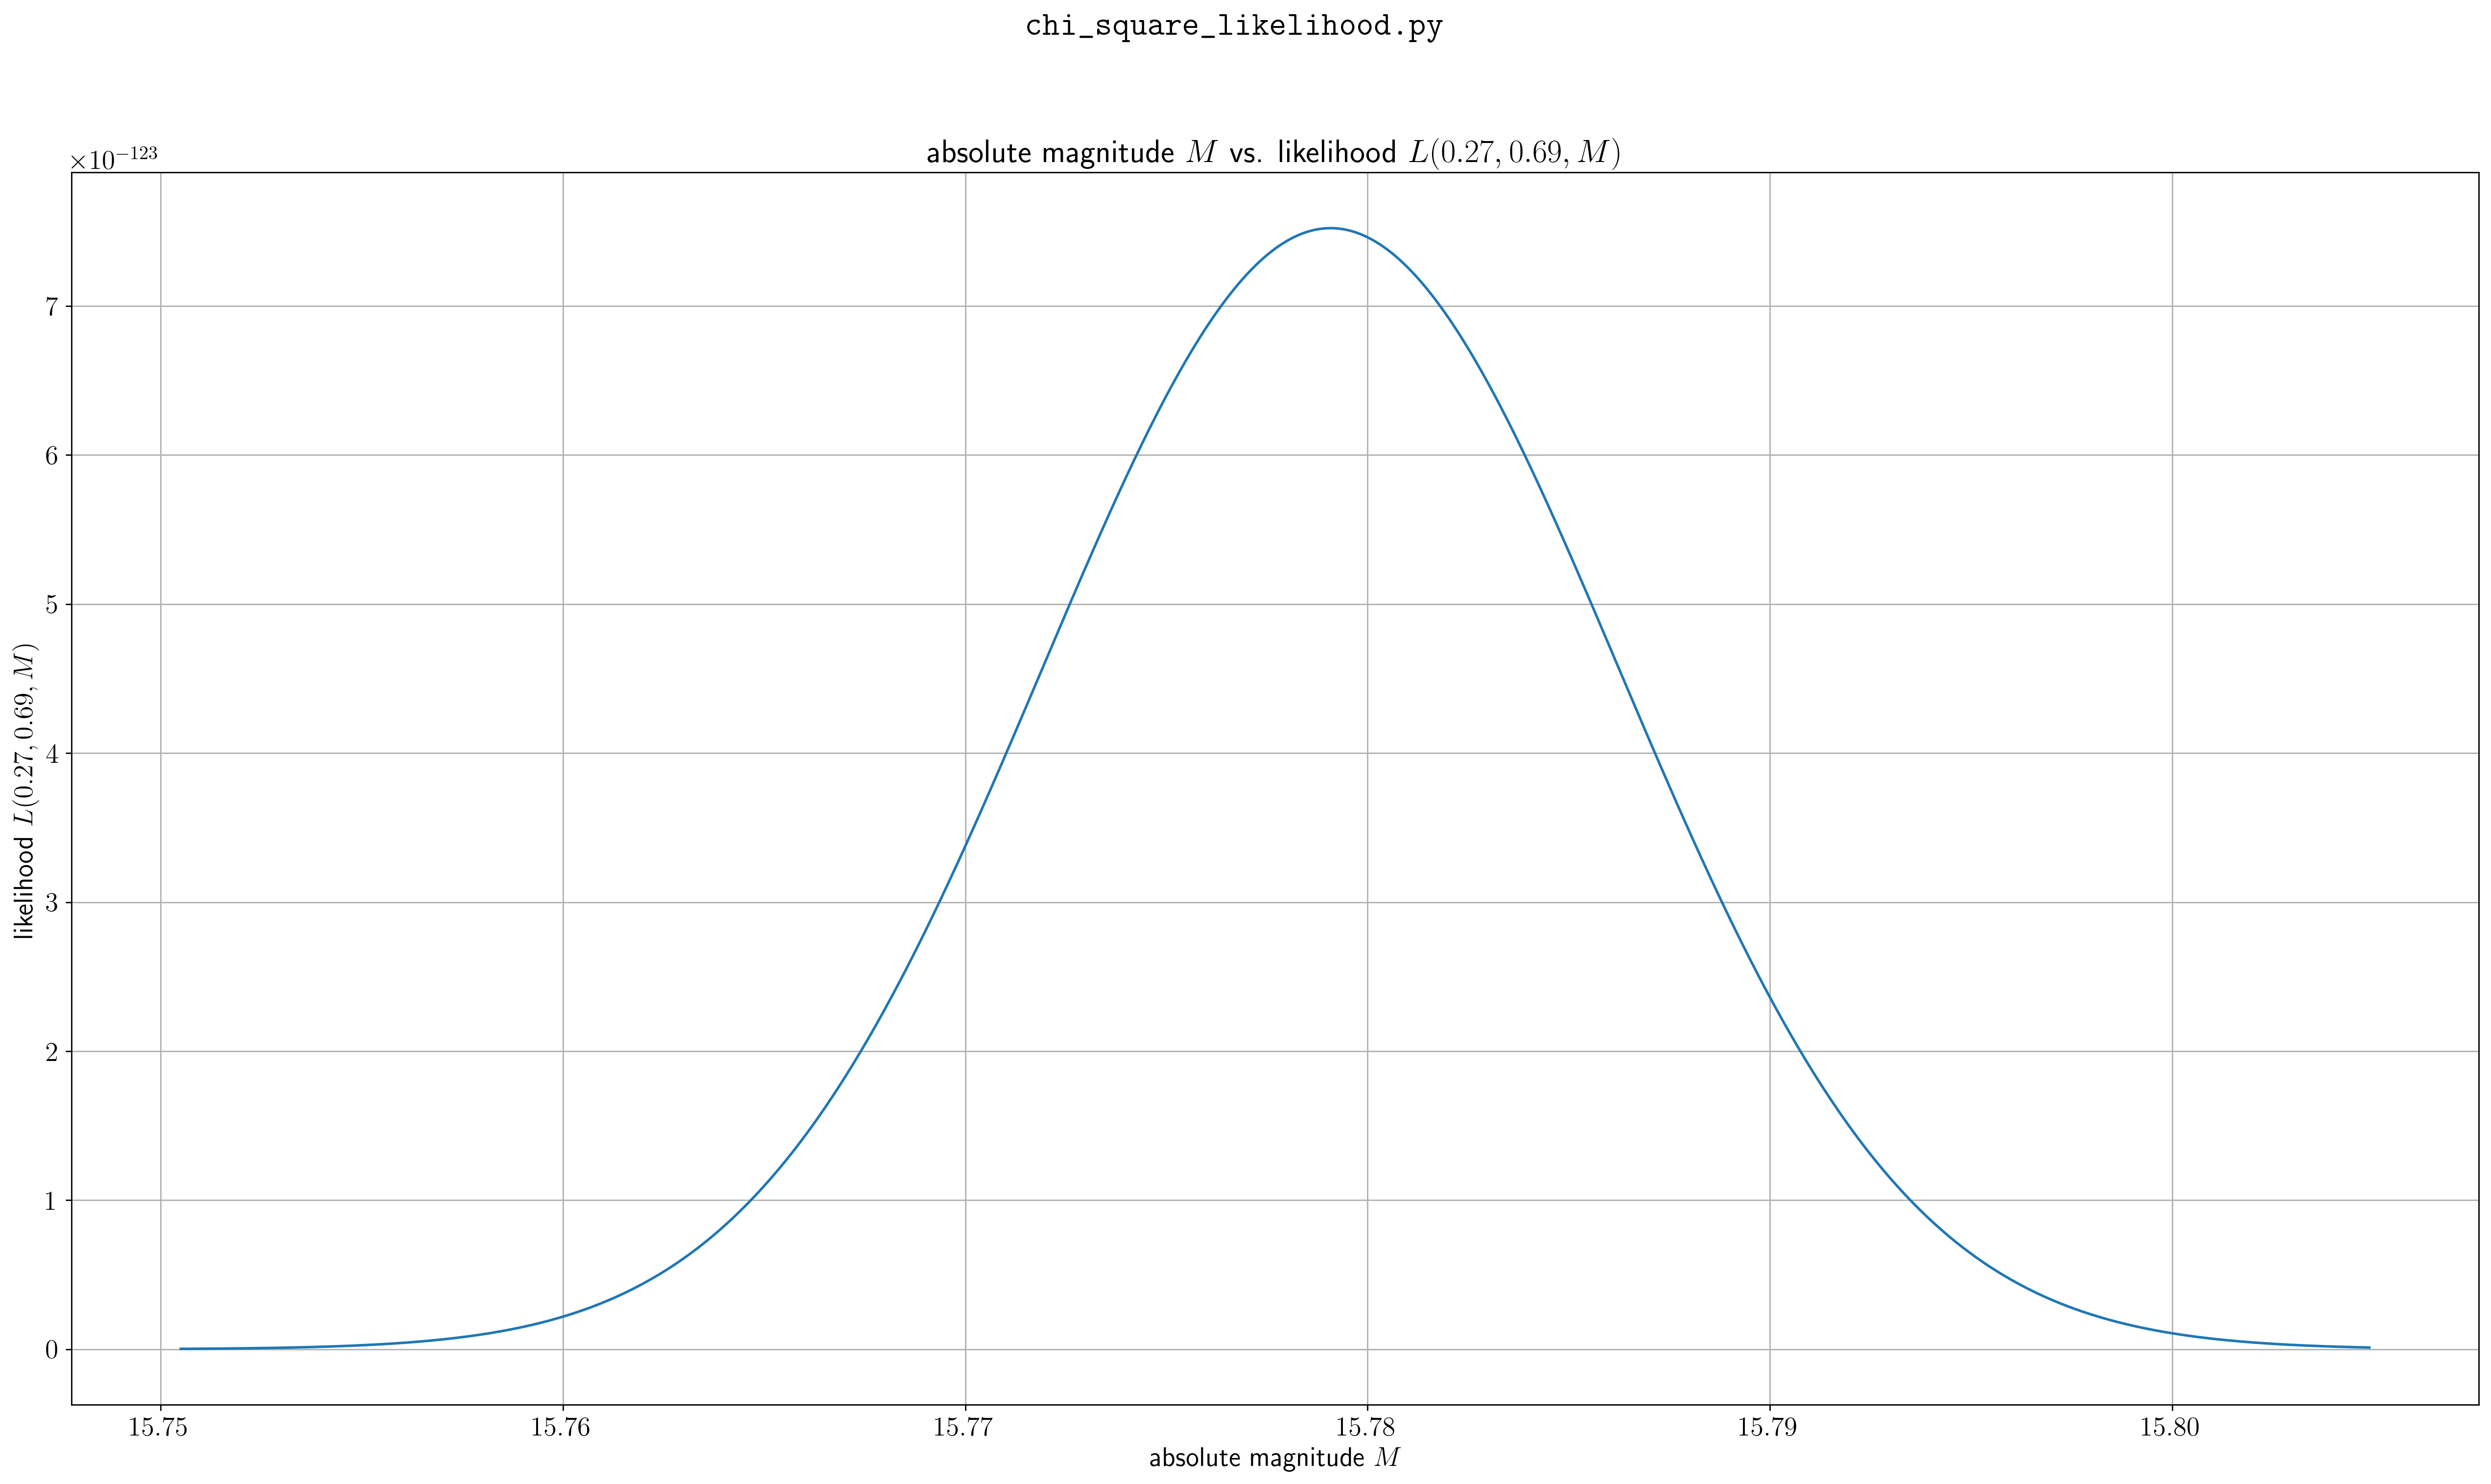 chi_square_likelihood.py
absolute magnitude M vs. likelihood L(0.27, 0.69, M)
×10⁻¹²³
7
6
5
4
3
2
1
0
likelihood L(0.27, 0.69, M)
15.75 15.76 15.77 15.78 15.79 15.80
absolute magnitude M